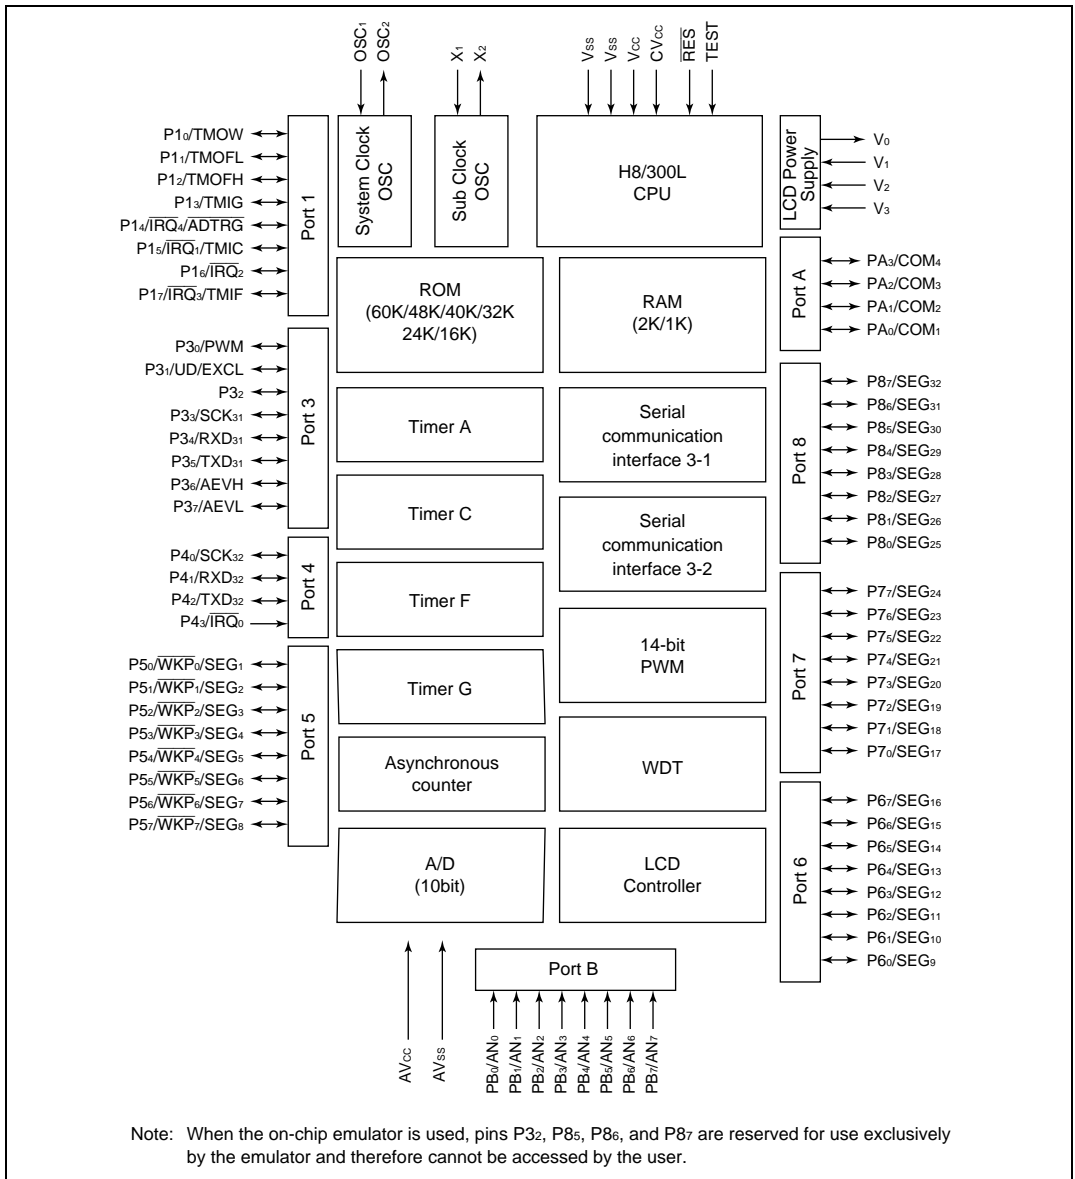 OSC1
OSC2
X1
X2
Vss
Vss
Vcc
CVcc
RES
TEST
P10/TMOW
P11/TMOFL
P12/TMOFH
P13/TMIG
P14/IRQ4/ADTRG
P15/IRQ1/TMIC
P16/IRQ2
P17/IRQ3/TMIF
Port 1
System Clock
OSC
Sub Clock
OSC
H8/300L
CPU
LCD Power
Supply
V0
V1
V2
V3
ROM
(60K/48K/40K/32K
24K/16K)
RAM
(2K/1K)
Port A
PA3/COM4
PA2/COM3
PA1/COM2
PA0/COM1
P30/PWM
P31/UD/EXCL
P32
P33/SCK31
P34/RXD31
P35/TXD31
P36/AEVH
P37/AEVL
Port 3
Timer A
Serial
communication
interface 3-1
Port 8
P87/SEG32
P86/SEG31
P85/SEG30
P84/SEG29
P83/SEG28
P82/SEG27
P81/SEG26
P80/SEG25
Timer C
Serial
communication
interface 3-2
P40/SCK32
P41/RXD32
P42/TXD32
P43/IRQ0
Port 4
Timer F
14-bit
PWM
Port 7
P77/SEG24
P76/SEG23
P75/SEG22
P74/SEG21
P73/SEG20
P72/SEG19
P71/SEG18
P70/SEG17
P50/WKP0/SEG1
P51/WKP1/SEG2
P52/WKP2/SEG3
P53/WKP3/SEG4
P54/WKP4/SEG5
P55/WKP5/SEG6
P56/WKP6/SEG7
P57/WKP7/SEG8
Port 5
Timer G
Asynchronous
counter
WDT
A/D
(10bit)
LCD
Controller
Port 6
P67/SEG16
P66/SEG15
P65/SEG14
P64/SEG13
P63/SEG12
P62/SEG11
P61/SEG10
P60/SEG9
Port B
AVcc
AVss
PB0/AN0
PB1/AN1
PB2/AN2
PB3/AN3
PB4/AN4
PB5/AN5
PB6/AN6
PB7/AN7
Note: When the on-chip emulator is used, pins P32, P85, P86, and P87 are reserved for use exclusively
by the emulator and therefore cannot be accessed by the user.